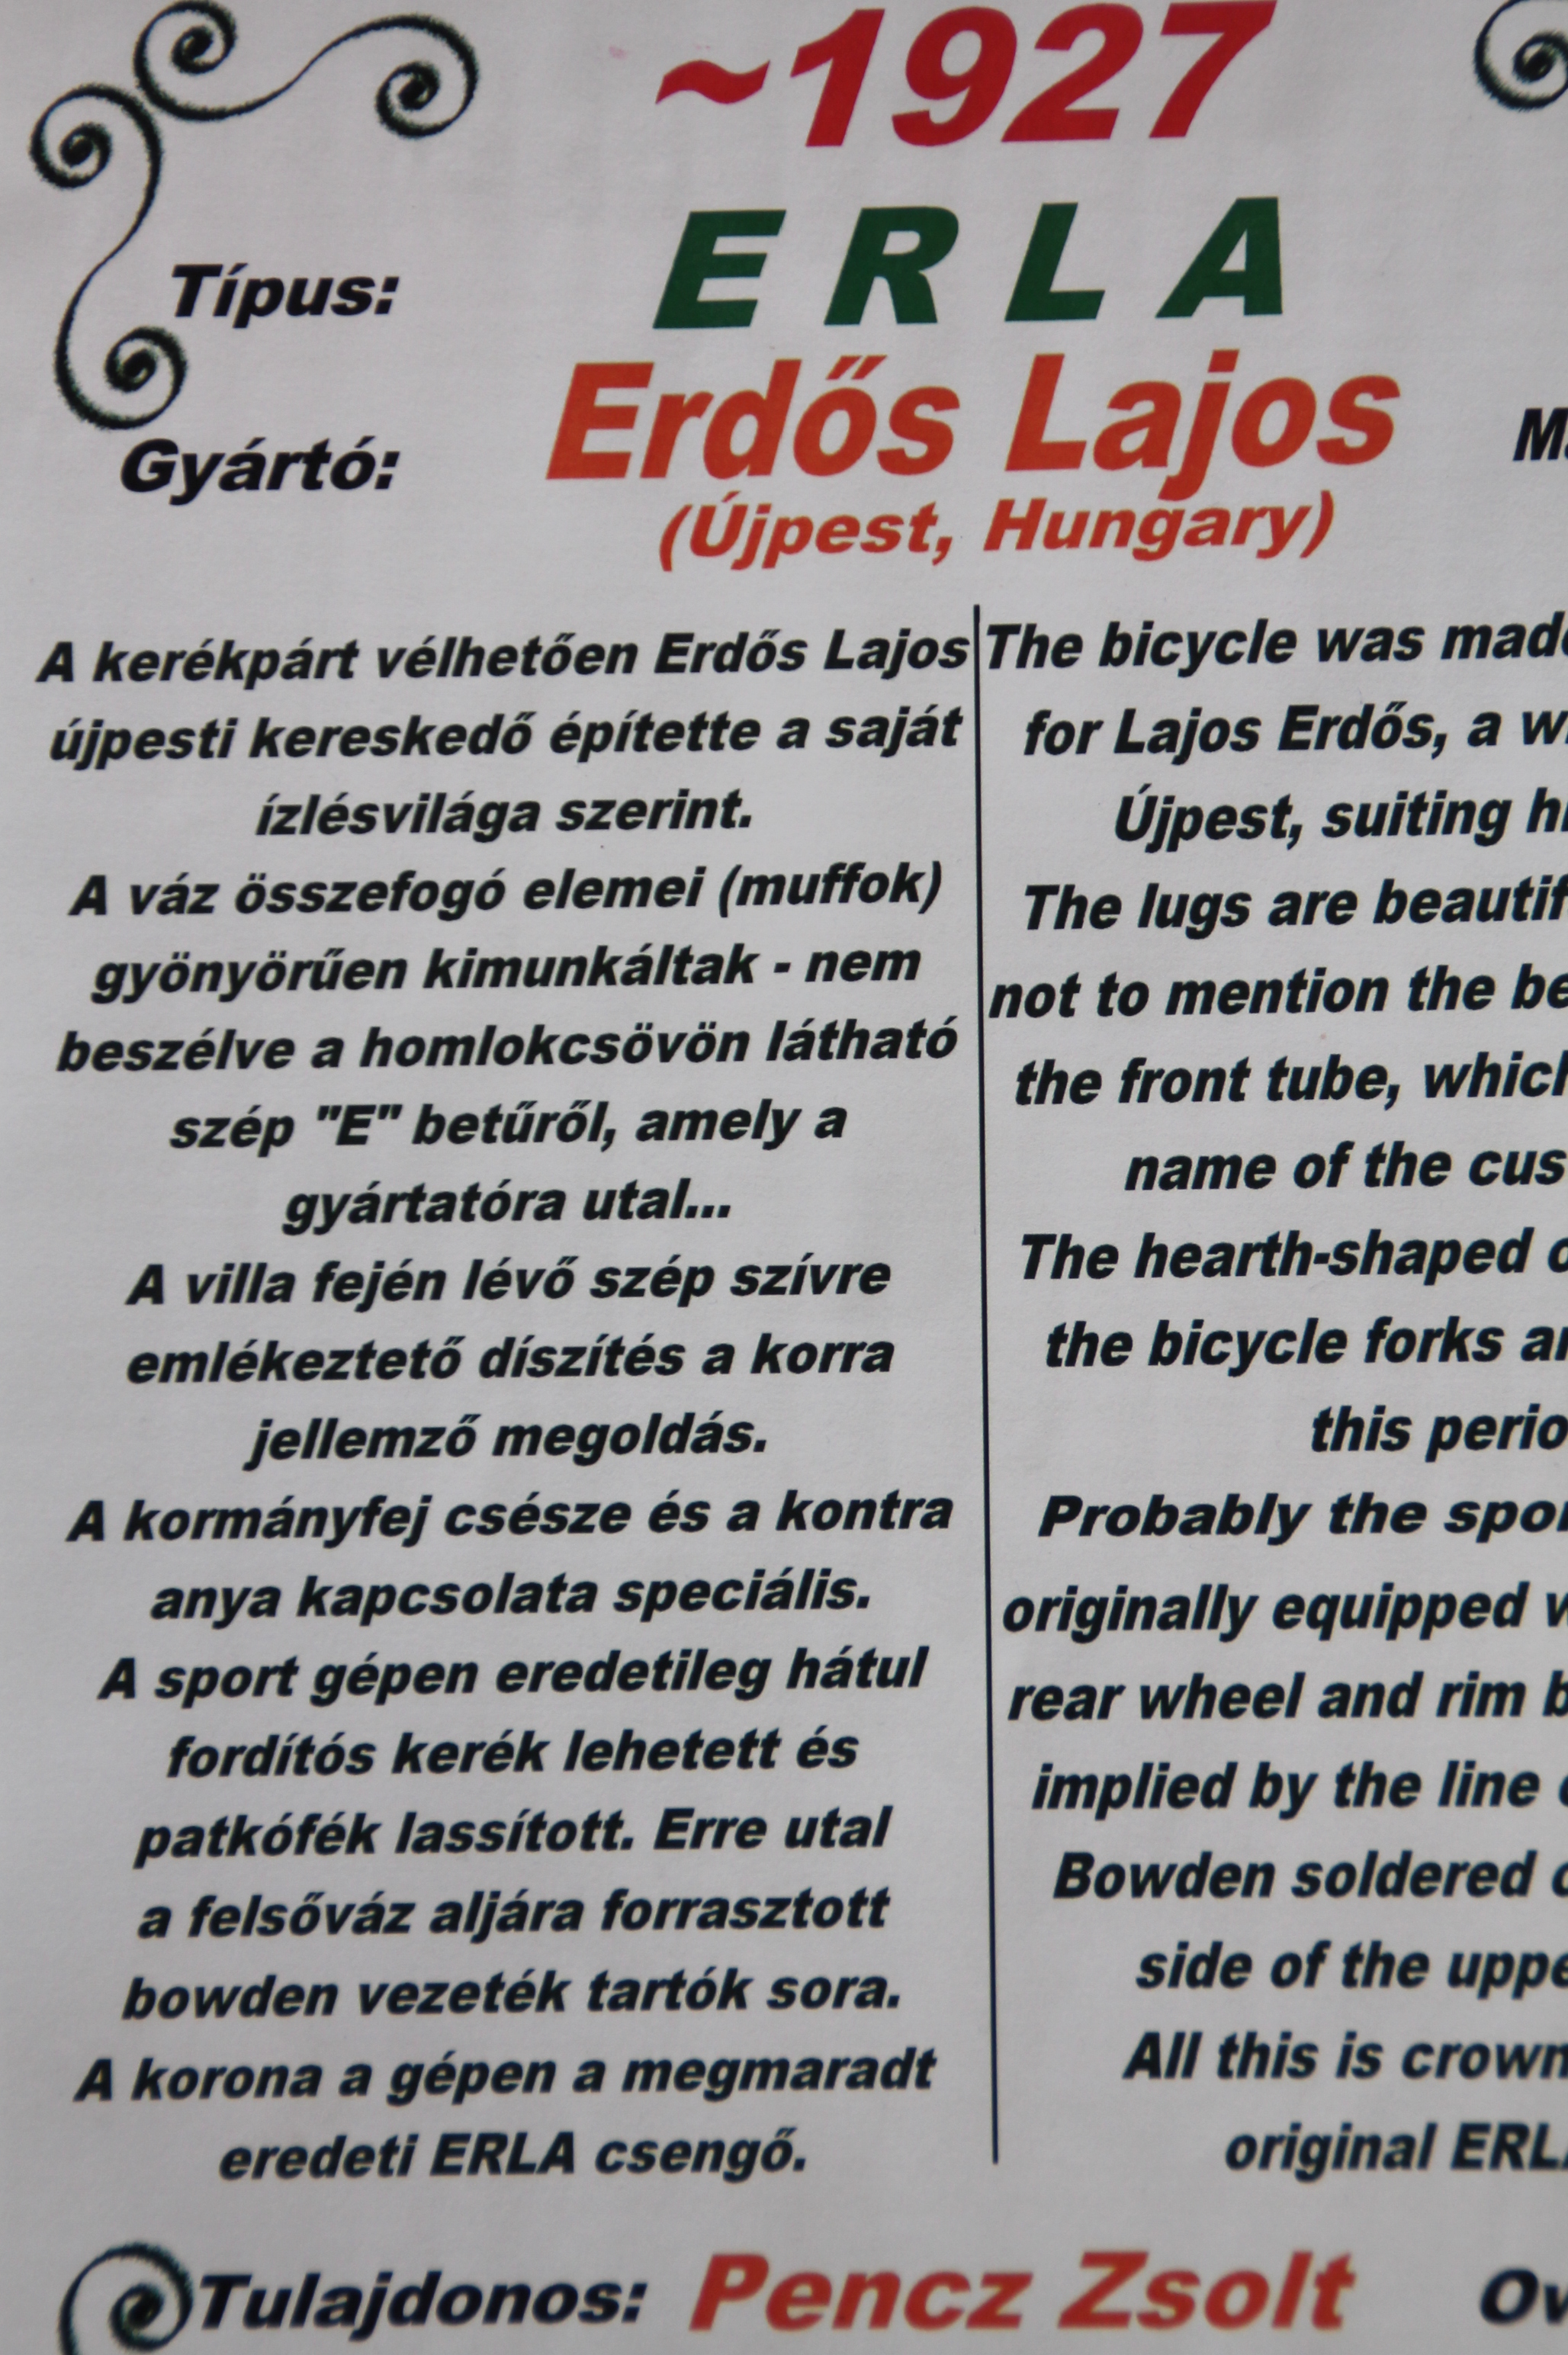 ~1927
Típus: E R L A
Gyártó: Erdős Lajos
(Újpest, Hungary)
A kerékpárt vélhetően Erdős Lajos
újpesti kereskedő építette a saját
ízlésvilága szerint.
A váz összefogó elemei (muffok)
gyönyörűen kimunkáltak - nem
beszélve a homlokcsövön látható
szép "E" betűről, amely a
gyártatóra utal...
A villa fején lévő szép szívre
emlékeztető díszítés a korra
jellemző megoldás.
A kormányfej csésze és a kontra
anya kapcsolata speciális.
A sport gépen eredetileg hátul
fordítós kerék lehetett és
patkófék lassított. Erre utal
a felsőváz aljára forrasztott
bowden vezeték tartók sora.
A korona a gépen a megmaradt
eredeti ERLA csengő.
The bicycle was
for Lajos Erdős, a
Újpest, suiting
The lugs are
not to mention the
the front tube,
name of the
The hearth-shaped
the bicycle forks
this
Probably the
originally equipped
rear wheel and rim
implied by the line
Bowden soldered
side of the
All this is
original
Tulajdonos: Pencz Zsolt